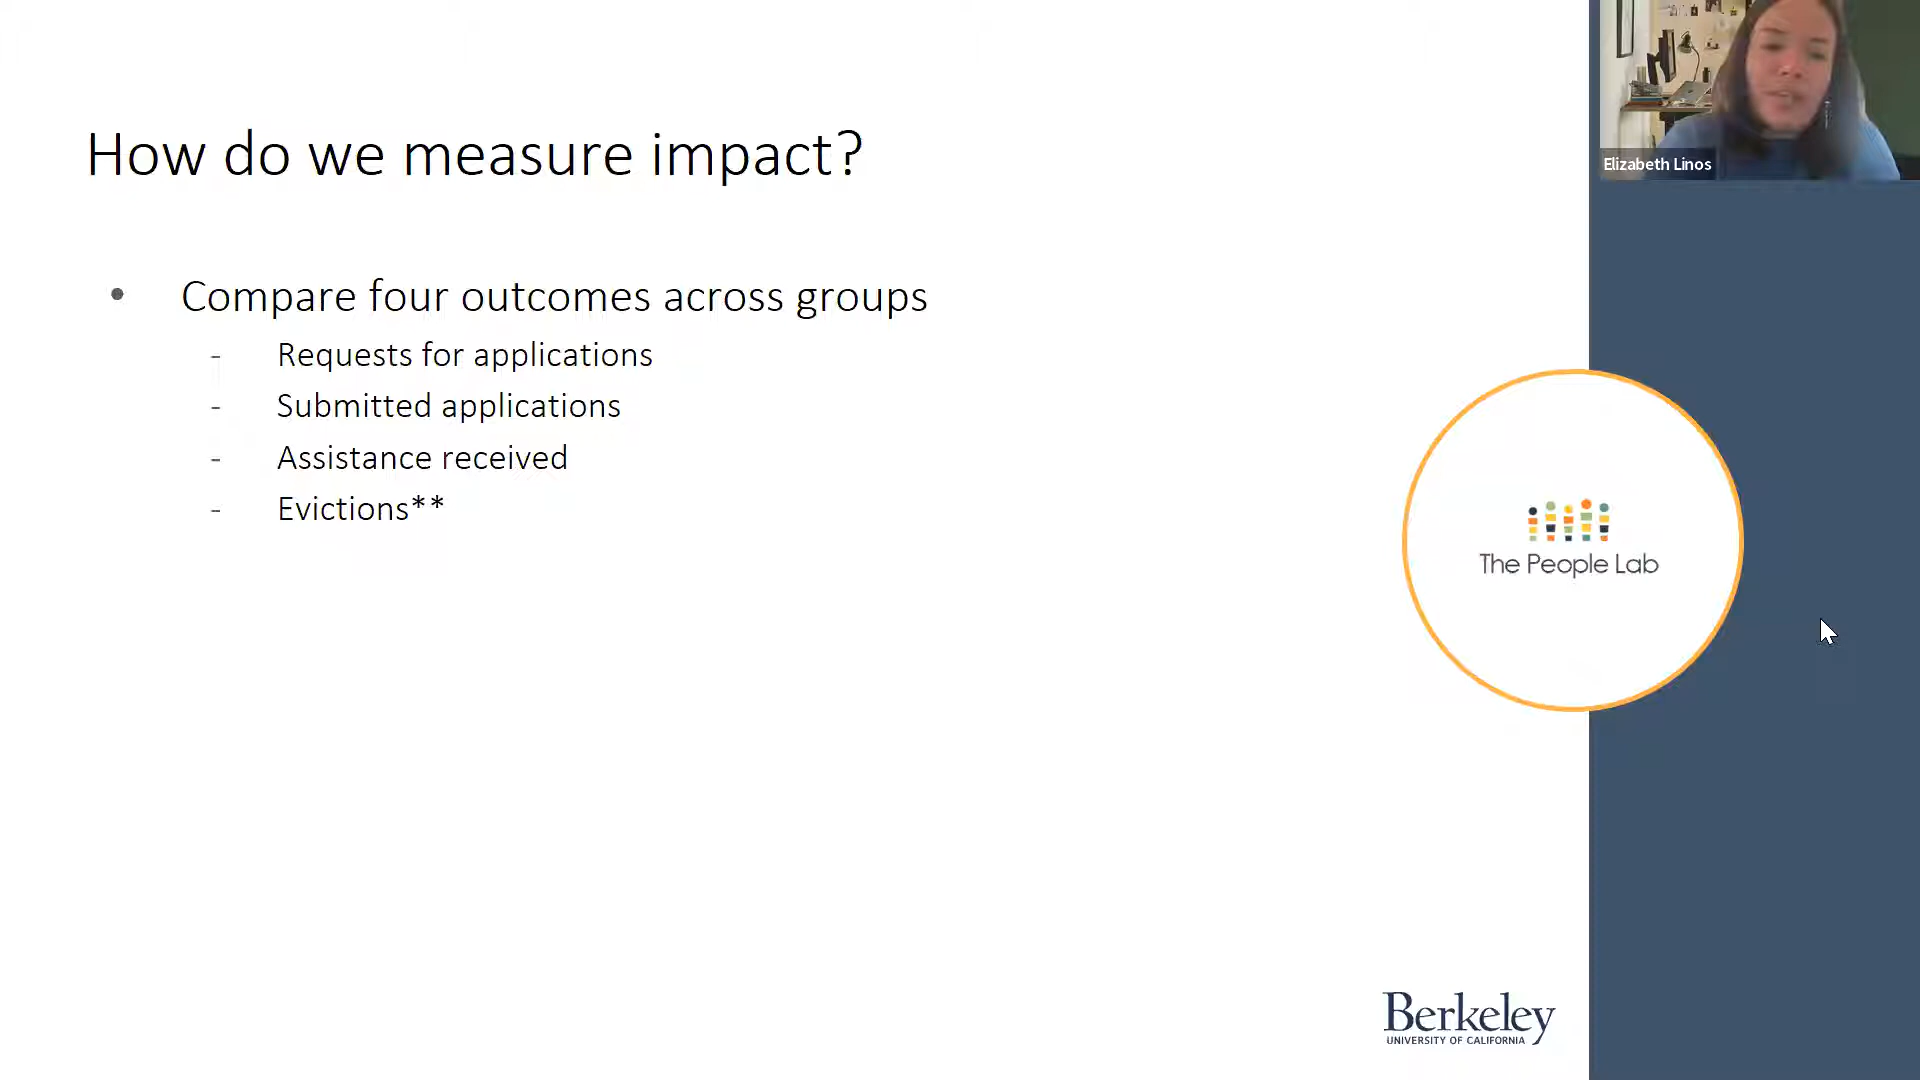 How do we measure impact?
• Compare four outcomes across groups
- Requests for applications
- Submitted applications
- Assistance received
- Evictions**
Elizabeth Linos
The People Lab
Berkeley
UNIVERSITY OF CALIFORNIA